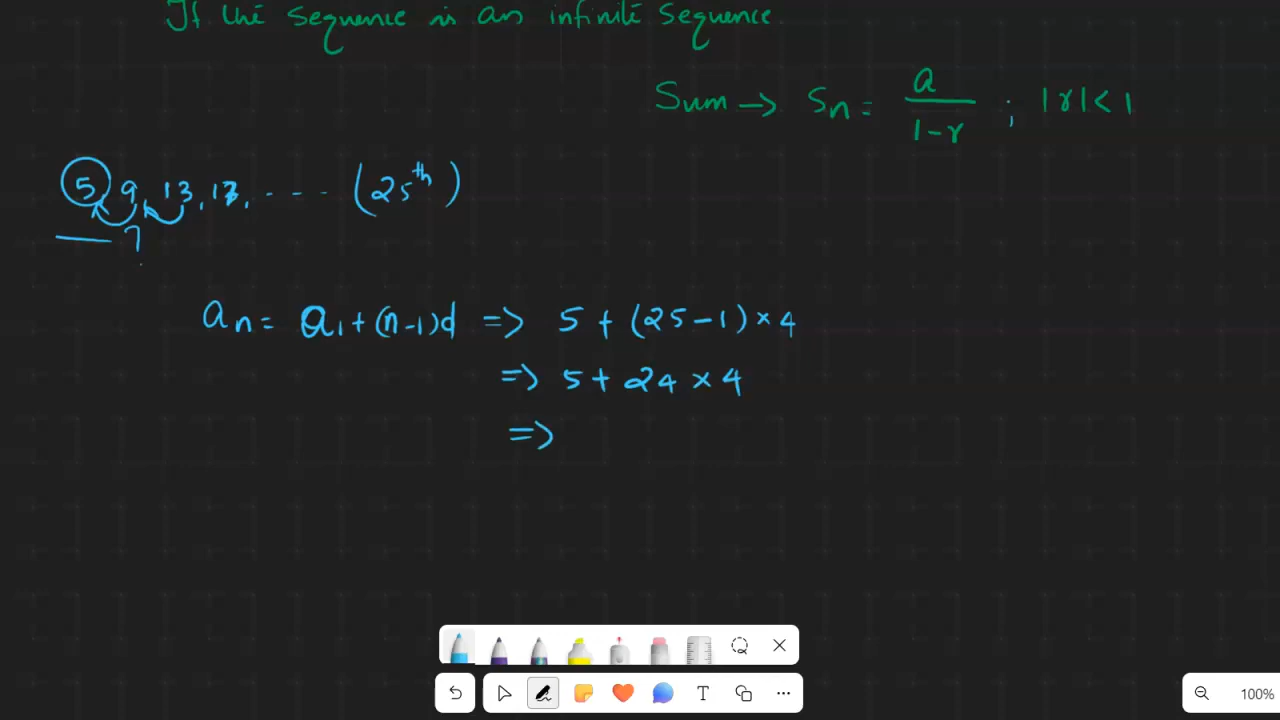 If the sequence is an infinite sequence.
Sum → Sn = a / 1-r ; |r| < 1
5, 9, 13, 17, ---- (25th)
an = a1 + (n-1)d => 5 + (25-1) × 4
=> 5 + 24 × 4
=>
T
100%